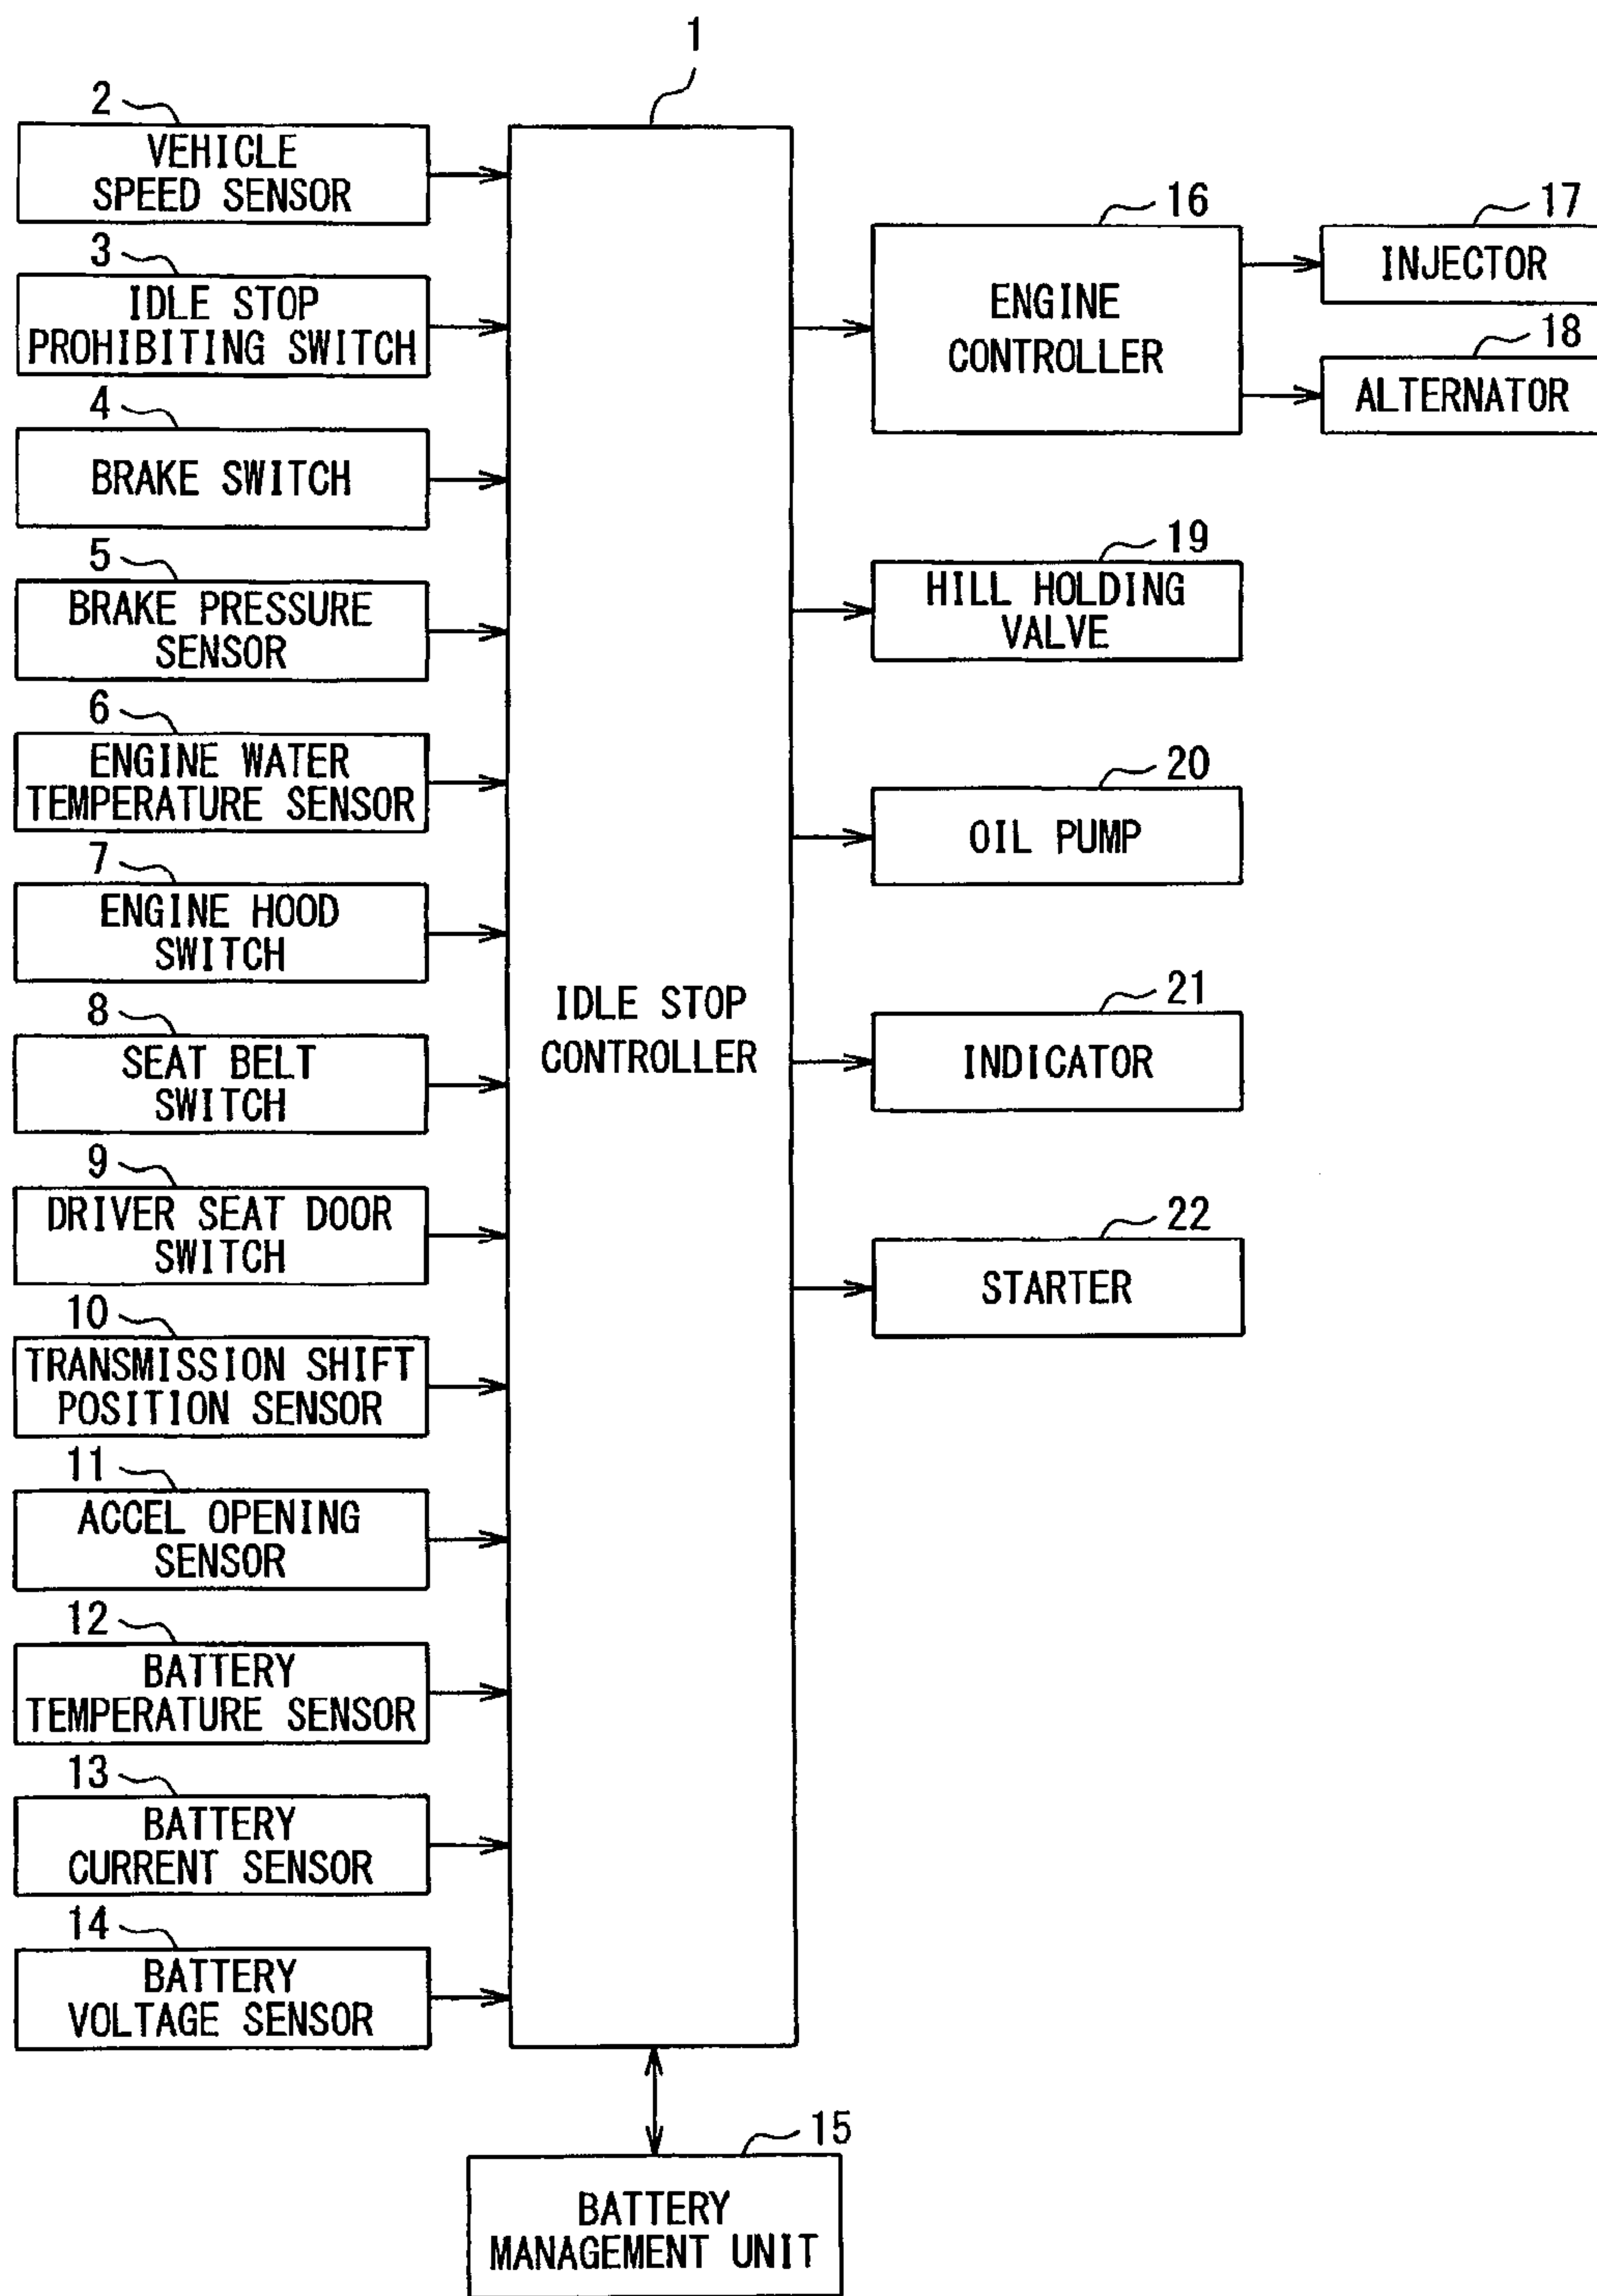 1
2
VEHICLE
SPEED SENSOR
3
IDLE STOP
PROHIBITING SWITCH
4
BRAKE SWITCH
5
BRAKE PRESSURE
SENSOR
6
ENGINE WATER
TEMPERATURE SENSOR
7
ENGINE HOOD
SWITCH
8
SEAT BELT
SWITCH
9
DRIVER SEAT DOOR
SWITCH
10
TRANSMISSION SHIFT
POSITION SENSOR
11
ACCEL OPENING
SENSOR
12
BATTERY
TEMPERATURE SENSOR
13
BATTERY
CURRENT SENSOR
14
BATTERY
VOLTAGE SENSOR
IDLE STOP
CONTROLLER
15
BATTERY
MANAGEMENT UNIT
16
ENGINE
CONTROLLER
17
INJECTOR
18
ALTERNATOR
19
HILL HOLDING
VALVE
20
OIL PUMP
21
INDICATOR
22
STARTER